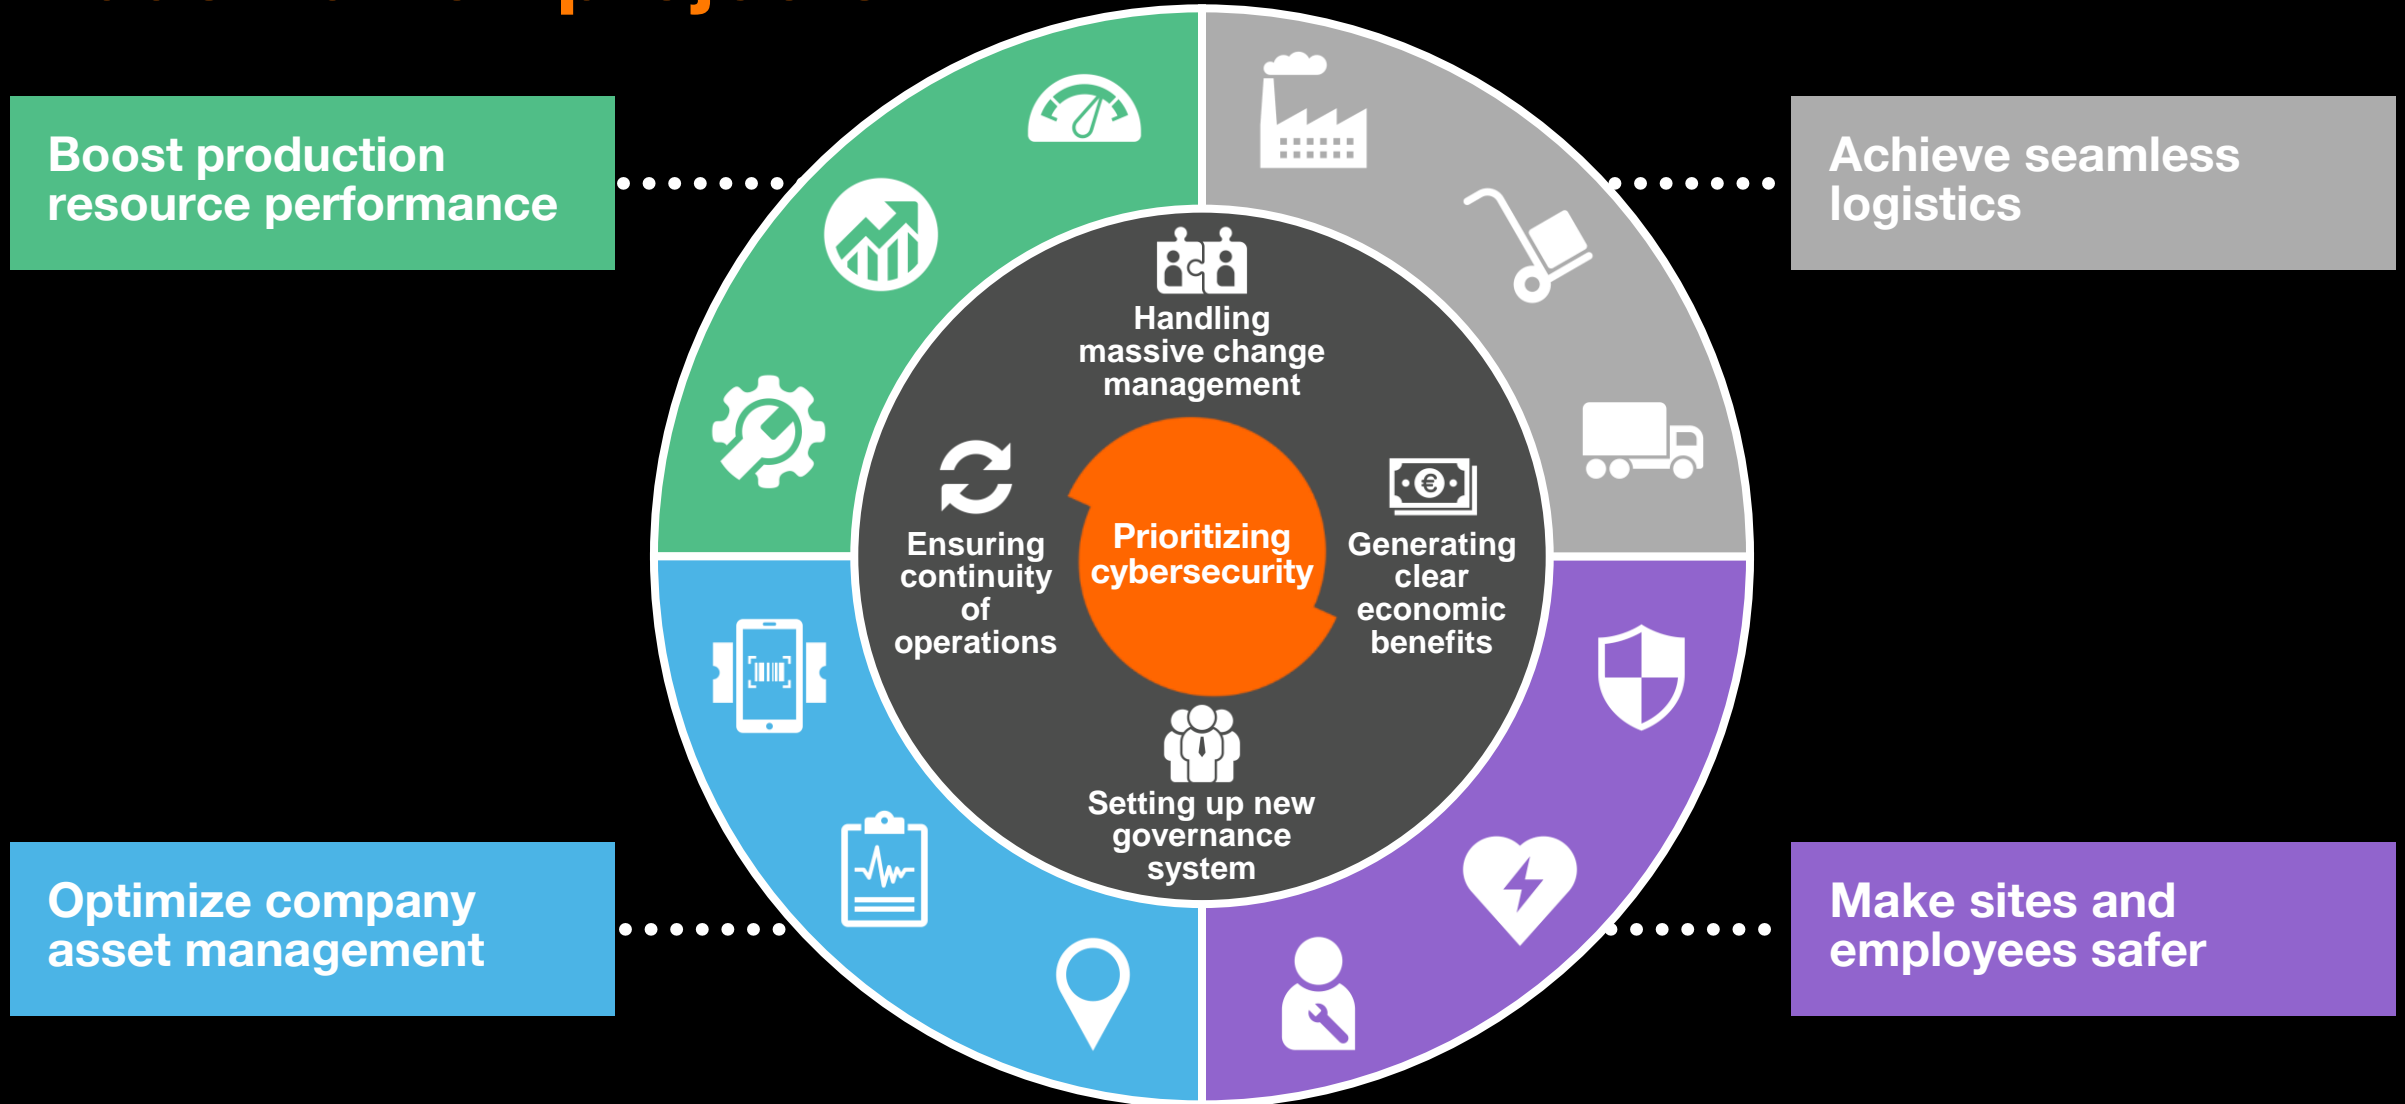 Boost production
resource performance
Achieve seamless
logistics
Handling
massive change
management
Ensuring
continuity
of
operations
Prioritizing
cybersecurity
Generating
clear
economic
benefits
Setting up new
governance
system
Optimize company
asset management
Make sites and
employees safer